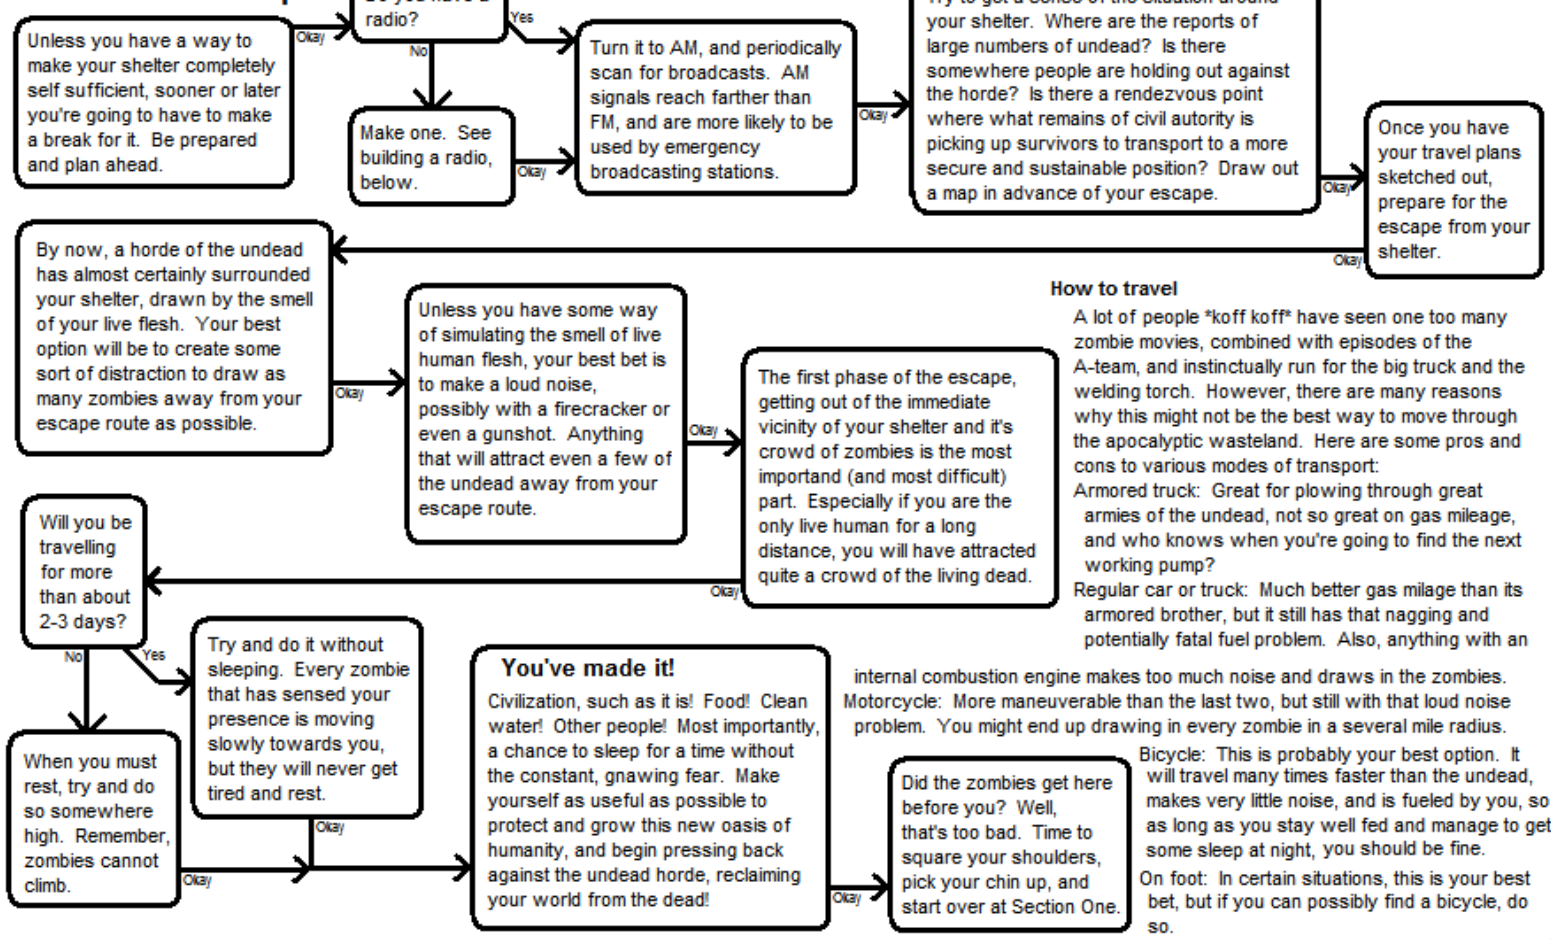 Unless you have a way to
make your shelter completely
self sufficient, sooner or later
you're going to have to make
a break for it.  Be prepared
and plan ahead.
Okay
radio?
Yes
No
Make one.  See
building a radio,
below.
Okay
Turn it to AM, and periodically
scan for broadcasts.  AM
signals reach farther than
FM, and are more likely to be
used by emergency
broadcasting stations.
Okay
Try to get a sense of the situation around
your shelter.  Where are the reports of
large numbers of undead?  Is there
somewhere people are holding out against
the horde?  Is there a rendezvous point
where what remains of civil autority is
picking up survivors to transport to a more
secure and sustainable position?  Draw out
a map in advance of your escape.
Okay
Once you have
your travel plans
sketched out,
prepare for the
escape from your
shelter.
Okay
By now, a horde of the undead
has almost certainly surrounded
your shelter, drawn by the smell
of your live flesh.  Your best
option will be to create some
sort of distraction to draw as
many zombies away from your
escape route as possible.
Okay
Unless you have some way
of simulating the smell of live
human flesh, your best bet is
to make a loud noise,
possibly with a firecracker or
even a gunshot.  Anything
that will attract even a few of
the undead away from your
escape route.
Okay
The first phase of the escape,
getting out of the immediate
vicinity of your shelter and it's
crowd of zombies is the most
importand (and most difficult)
part.  Especially if you are the
only live human for a long
distance, you will have attracted
quite a crowd of the living dead.
Okay
Will you be
travelling
for more
than about
2-3 days?
No
Yes
Try and do it without
sleeping.  Every zombie
that has sensed your
presence is moving
slowly towards you,
but they will never get
tired and rest.
Okay
When you must
rest, try and do
so somewhere
high.  Remember,
zombies cannot
climb.
Okay
You've made it!
Civilization, such as it is!  Food!  Clean
water!  Other people!  Most importantly,
a chance to sleep for a time without
the constant, gnawing fear.  Make
yourself as useful as possible to
protect and grow this new oasis of
humanity, and begin pressing back
against the undead horde, reclaiming
your world from the dead!
Okay
Did the zombies get here
before you?  Well,
that's too bad.  Time to
square your shoulders,
pick your chin up, and
start over at Section One.
How to travel
A lot of people *koff koff* have seen one too many
zombie movies, combined with episodes of the
A-team, and instinctually run for the big truck and the
welding torch.  However, there are many reasons
why this might not be the best way to move through
the apocalyptic wasteland.  Here are some pros and
cons to various modes of transport:
Armored truck:  Great for plowing through great
armies of the undead, not so great on gas mileage,
and who knows when you're going to find the next
working pump?
Regular car or truck:  Much better gas milage than its
armored brother, but it still has that nagging and
potentially fatal fuel problem.  Also, anything with an
internal combustion engine makes too much noise and draws in the zombies.
Motorcycle:  More maneuverable than the last two, but still with that loud noise
problem.  You might end up drawing in every zombie in a several mile radius.
Bicycle:  This is probably your best option.  It
will travel many times faster than the undead,
makes very little noise, and is fueled by you, so
as long as you stay well fed and manage to get
some sleep at night, you should be fine.
On foot:  In certain situations, this is your best
bet, but if you can possibly find a bicycle, do
so.